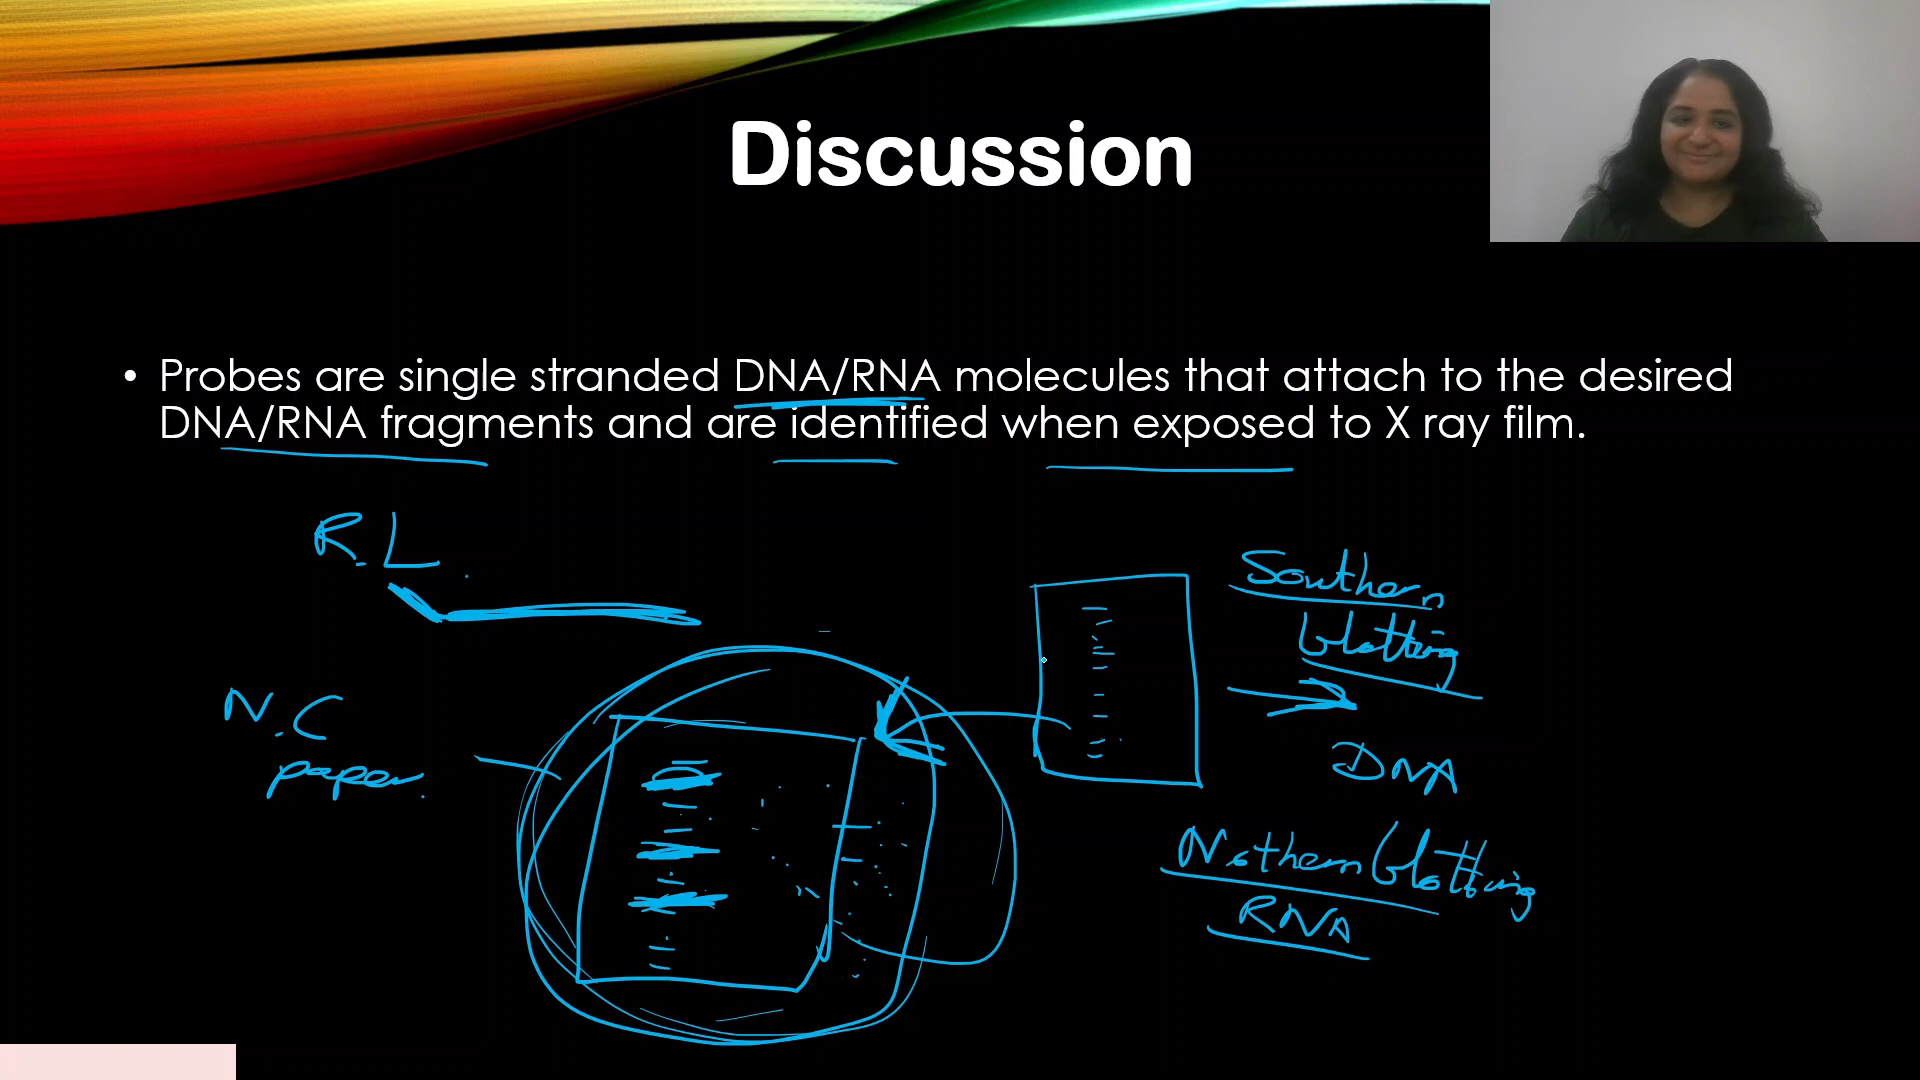 Discussion
• Probes are single stranded DNA/RNA molecules that attach to the desired
DNA/RNA fragments and are identified when exposed to X ray film.
R.L.
Southern
blotting
N.C
paper.
DNA
Nothern blotting
RNA